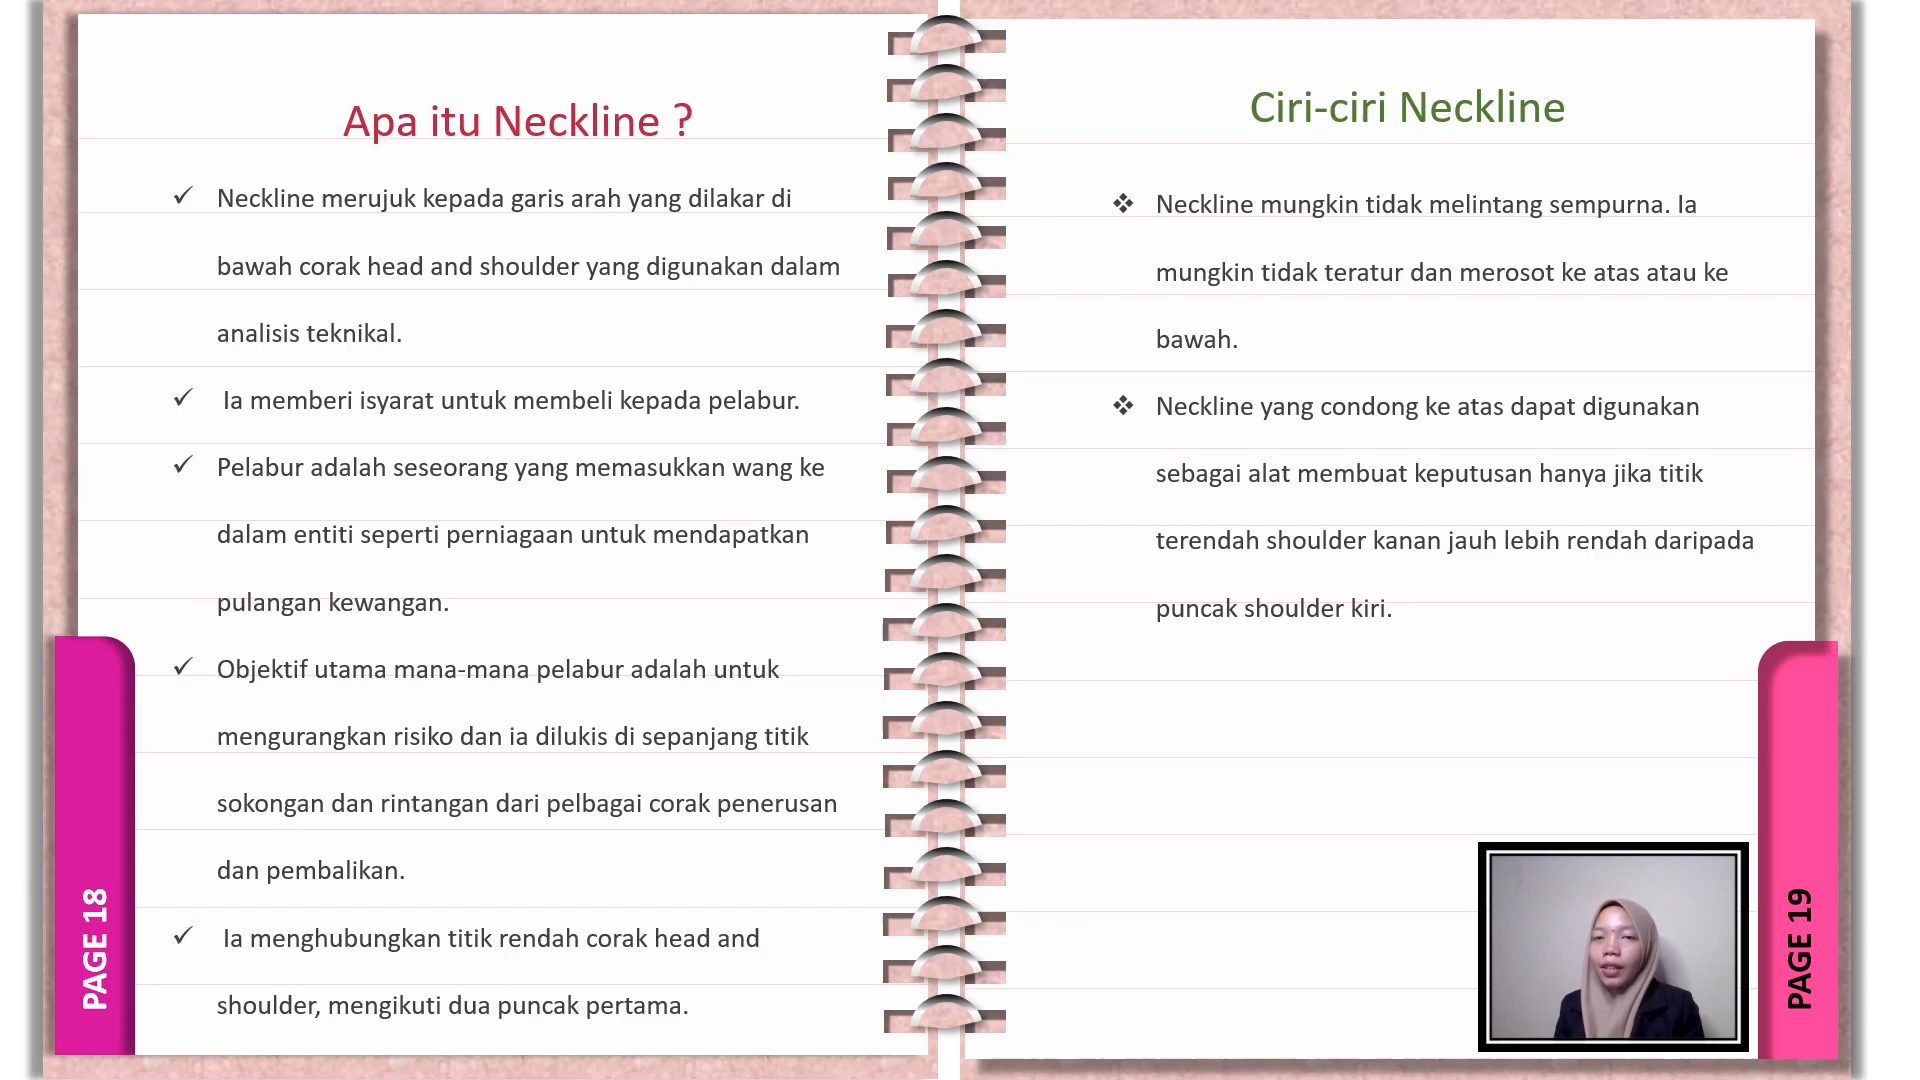 Apa itu Neckline ?
Neckline merujuk kepada garis arah yang dilakar di
bawah corak head and shoulder yang digunakan dalam
analisis teknikal.
Ia memberi isyarat untuk membeli kepada pelabur.
Pelabur adalah seseorang yang memasukkan wang ke
dalam entiti seperti perniagaan untuk mendapatkan
pulangan kewangan.
Objektif utama mana-mana pelabur adalah untuk
mengurangkan risiko dan ia dilukis di sepanjang titik
sokongan dan rintangan dari pelbagai corak penerusan
dan pembalikan.
Ia menghubungkan titik rendah corak head and
shoulder, mengikuti dua puncak pertama.
PAGE 18
Ciri-ciri Neckline
Neckline mungkin tidak melintang sempurna. Ia
mungkin tidak teratur dan merosot ke atas atau ke
bawah.
Neckline yang condong ke atas dapat digunakan
sebagai alat membuat keputusan hanya jika titik
terendah shoulder kanan jauh lebih rendah daripada
puncak shoulder kiri.
PAGE 19